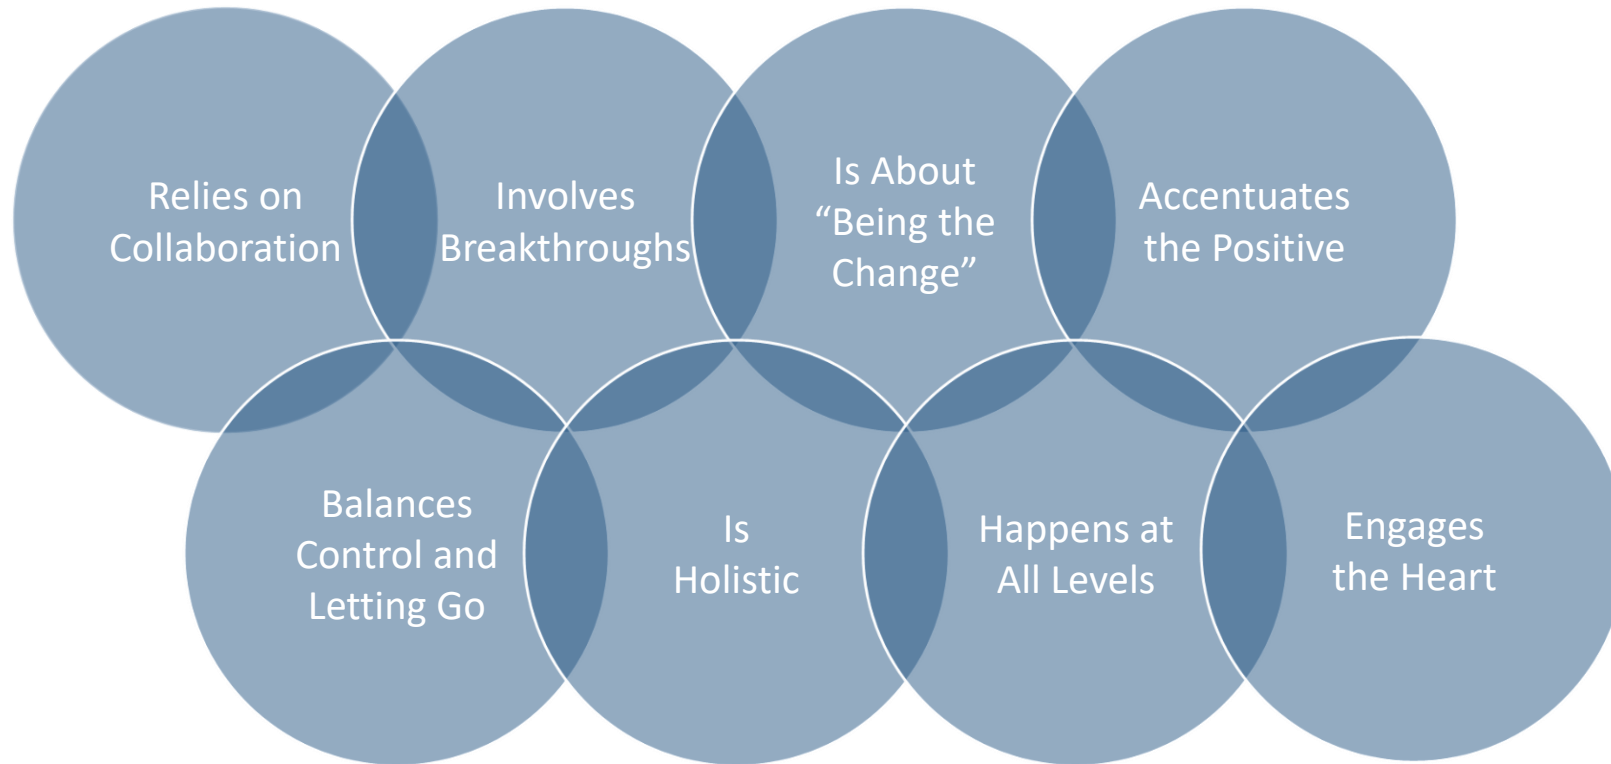 Relies on
Collaboration
Involves
Breakthroughs
Is About
“Being the
Change”
Accentuates
the Positive
Balances
Control and
Letting Go
Is
Holistic
Happens at
All Levels
Engages
the Heart